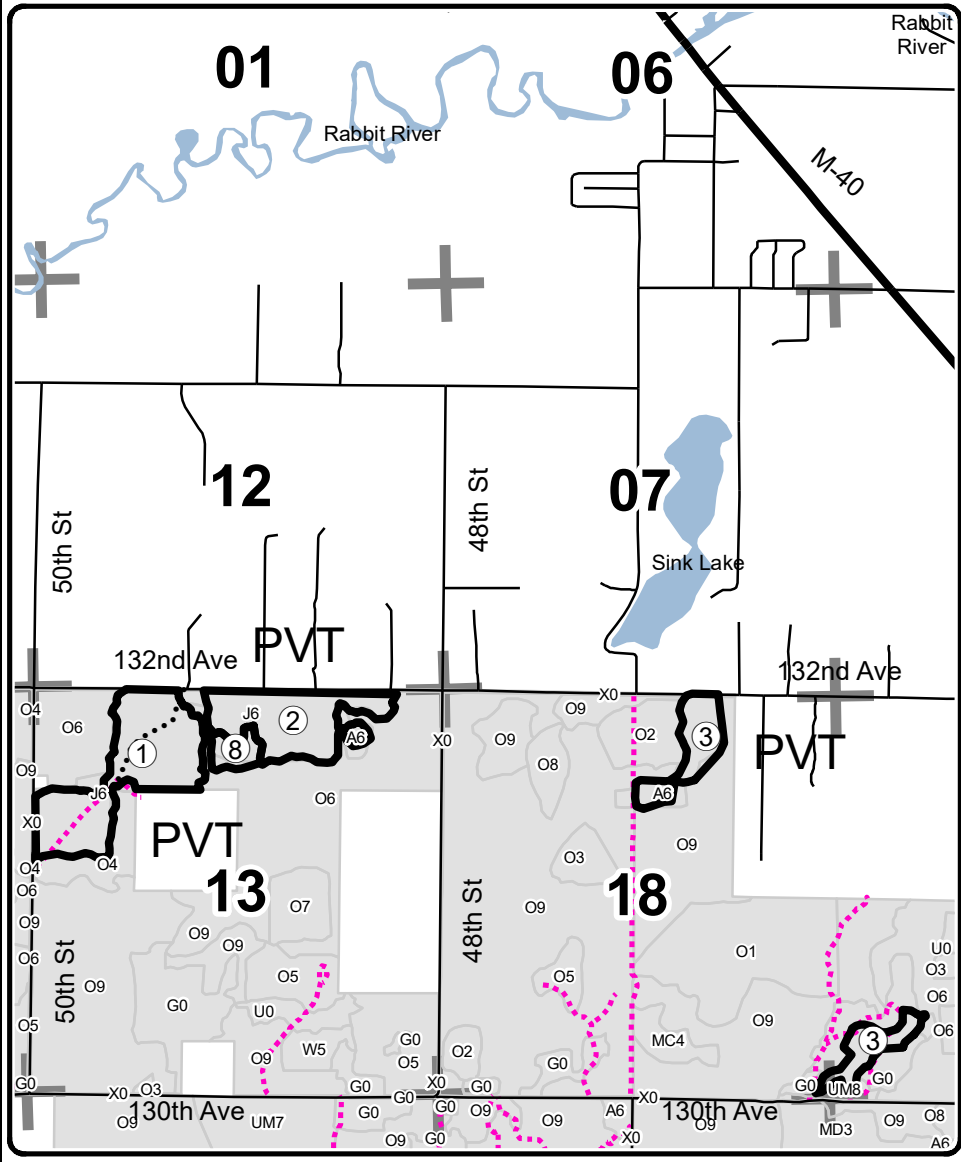 Rabbit
River
01
06
Rabbit River
M-40
12
07
48th St
50th St
Sink Lake
PVT
132nd Ave
132nd Ave
X0
O4
O6
J6
2
O9
O2
3
1
8
A6
X0
O9
PVT
O9
O8
J6
O6
A6
X0
PVT
O9
O4
O4
O3
O6
13
18
O7
O9
O9
48th St
O9
O9
O6
50th St
O1
U0
O5
O5
O3
O9
G0
U0
O6
O9
O5
W5
G0
O2
MC4
3
O6
O9
O5
G0
G0
X0
G0
G0
UM8
G0
X0
O3
G0
G0
X0
130th Ave
G0
G0
O9
A6
130th Ave
O8
O9
UM7
O9
O9
MD3
O9
O9
G0
X0
A6